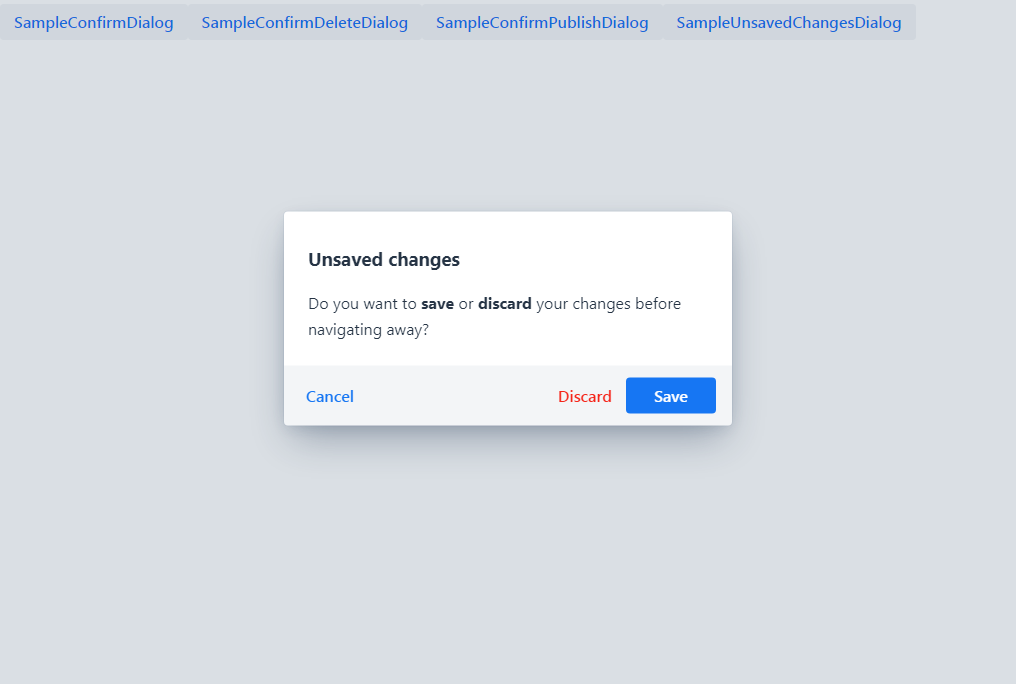 SampleConfirmDialog SampleConfirmDeleteDialog SampleConfirmPublishDialog SampleUnsavedChangesDialog
Unsaved changes
Do you want to save or discard your changes before
navigating away?
Cancel Discard Save